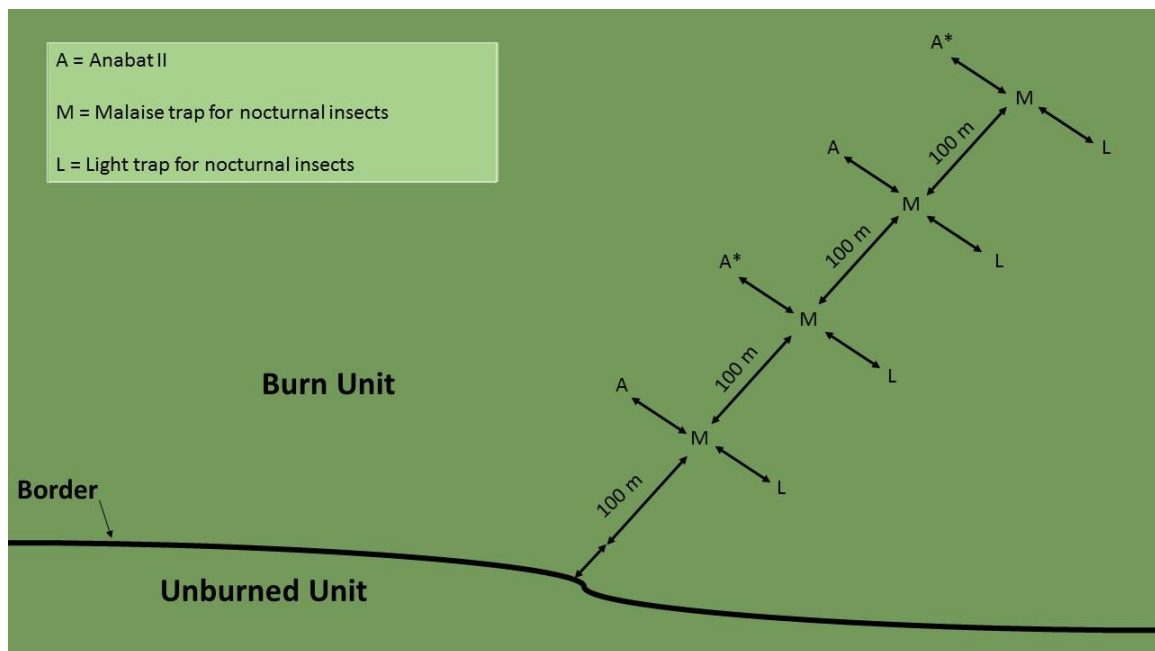 A = Anabat II
M = Malaise trap for nocturnal insects
L = Light trap for nocturnal insects
A*
M
L
100 m
A
M
L
100 m
A*
M
L
100 m
Burn Unit
A
M
L
100 m
Border
Unburned Unit